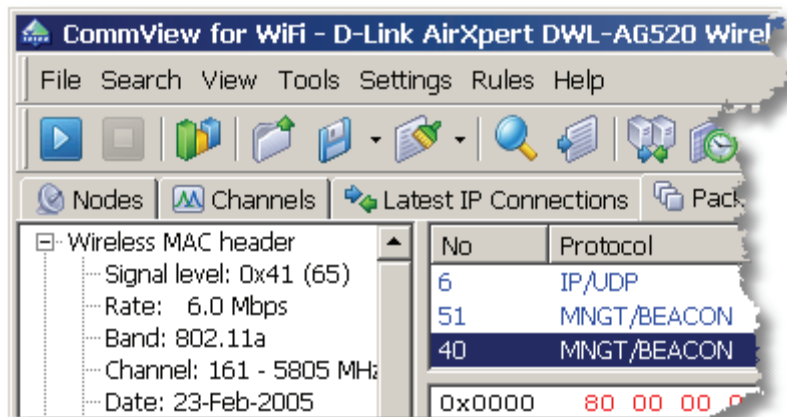 CommView for WiFi - D-Link AirXpert DWL-AG520
File Search View Tools Settings Rules Help
Nodes Channels Latest IP Connections
Wireless MAC header
Signal level: 0x41 (65)
Rate: 6.0 Mbps
Band: 802.11a
Channel: 161 - 5805 MHz
Date: 23-Feb-2005
No Protocol
6 IP/UDP
51 MNGT/BEACON
40 MNGT/BEACON
0x0000 80 00 00